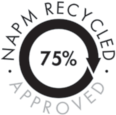 · NAPM RECYCLED ·
75%
APPROVED